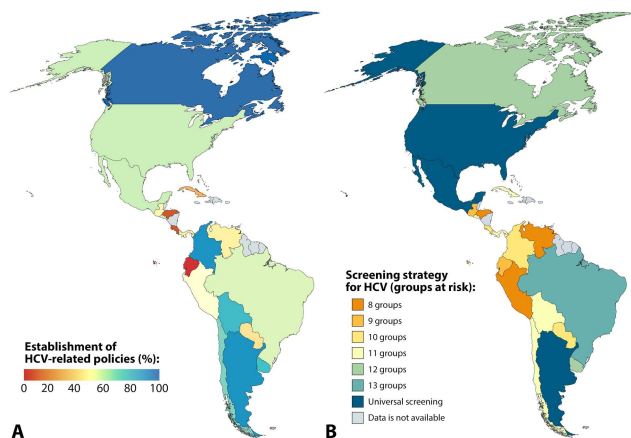 Establishment of
HCV-related policies (%):
0 20 40 60 80 100
A
Screening strategy
for HCV (groups at risk):
8 groups
9 groups
10 groups
11 groups
12 groups
13 groups
Universal screening
Data is not available
B